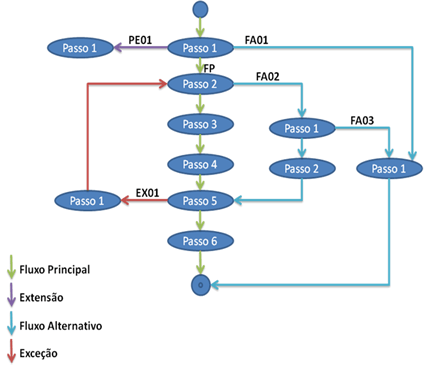 PE01
FA01
Passo 1
Passo 1
FP
FA02
Passo 2
Passo 3
Passo 1
FA03
Passo 4
Passo 2
Passo 1
EX01
Passo 1
Passo 5
Passo 6
Fluxo Principal
Extensão
Fluxo Alternativo
Exceção